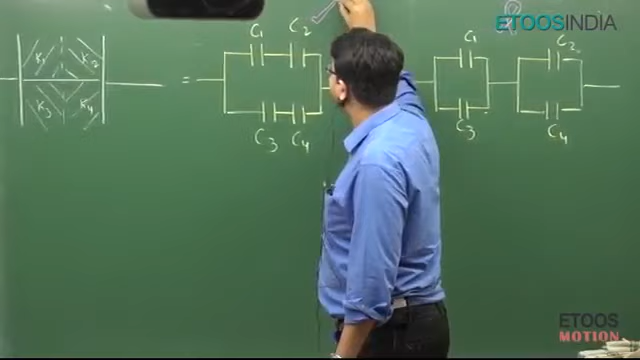 ETOOSINDIA
C₁ C₂ C₁ C₂
K₁ K₂ =
K₃ K₄
C₃ C₄ C₃ C₄
ETOOS
MOTION